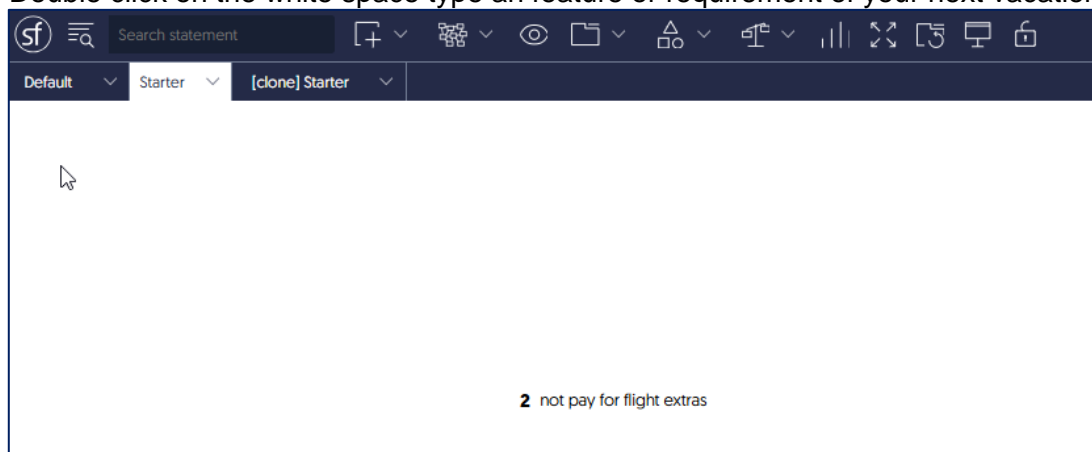 Double click on the white space type an feature or requirement of your next vacation
sf Search statement
Default Starter [clone] Starter
2 not pay for flight extras